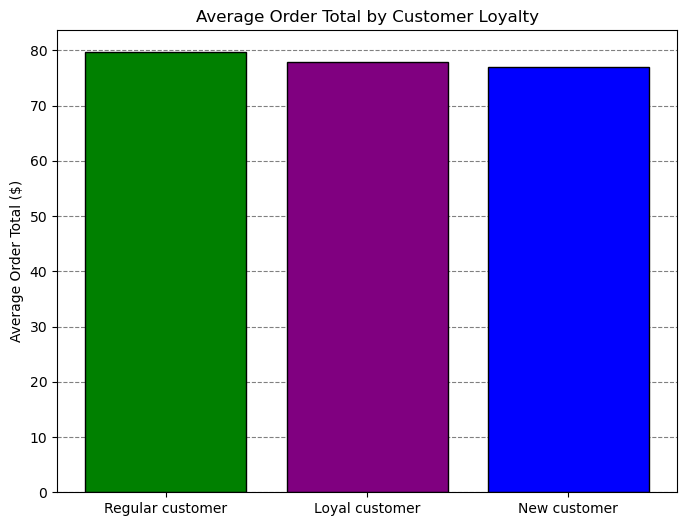 Average Order Total by Customer Loyalty
Average Order Total ($)
80
70
60
50
40
30
20
10
0
Regular customer
Loyal customer
New customer